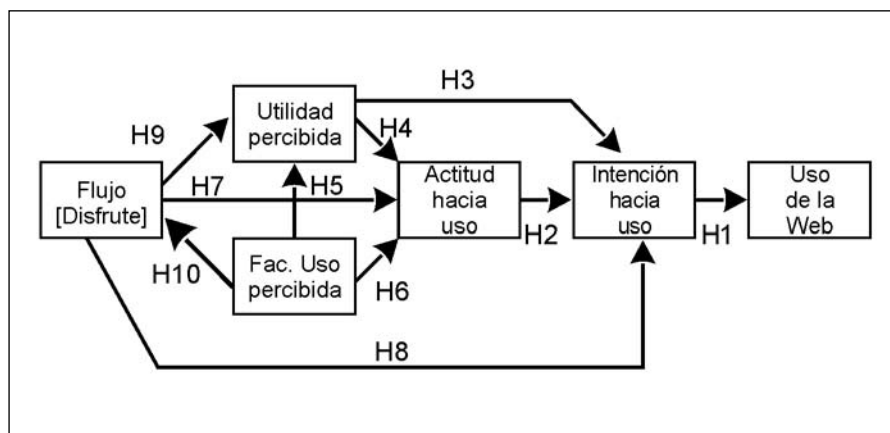 H3
Utilidad
percibida
H9
H4
Flujo
[Disfrute]
H7
H5
Actitud
hacia
uso
Intención
hacia
uso
Uso
de la
Web
H2
H1
H10
Fac. Uso
percibida
H6
H8